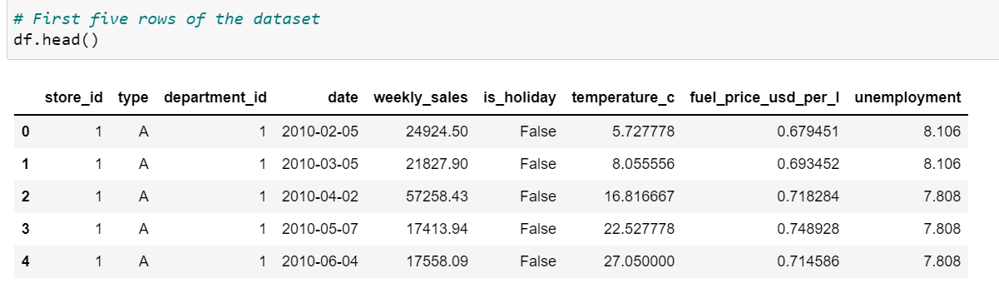 # First five rows of the dataset
df.head()
store_id type department_id date weekly_sales is_holiday temperature_c fuel_price_usd_per_l unemployment
0 1 A 1 2010-02-05 24924.50 False 5.727778 0.679451 8.106
1 1 A 1 2010-03-05 21827.90 False 8.055556 0.693452 8.106
2 1 A 1 2010-04-02 57258.43 False 16.816667 0.718284 7.808
3 1 A 1 2010-05-07 17413.94 False 22.527778 0.748928 7.808
4 1 A 1 2010-06-04 17558.09 False 27.050000 0.714586 7.808